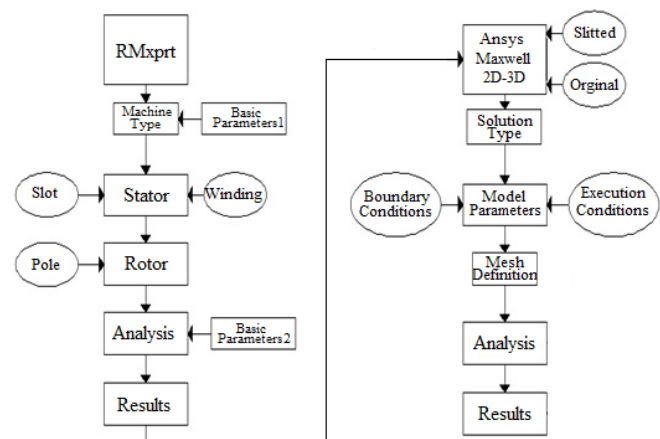 RMxprt
Machine
Type
Basic
Parameters1
Slot
Stator
Winding
Pole
Rotor
Analysis
Basic
Parameters2
Results
Ansys
Maxwell
2D-3D
Slitted
Orginal
Solution
Type
Boundary
Conditions
Model
Parameters
Execution
Conditions
Mesh
Definition
Analysis
Results